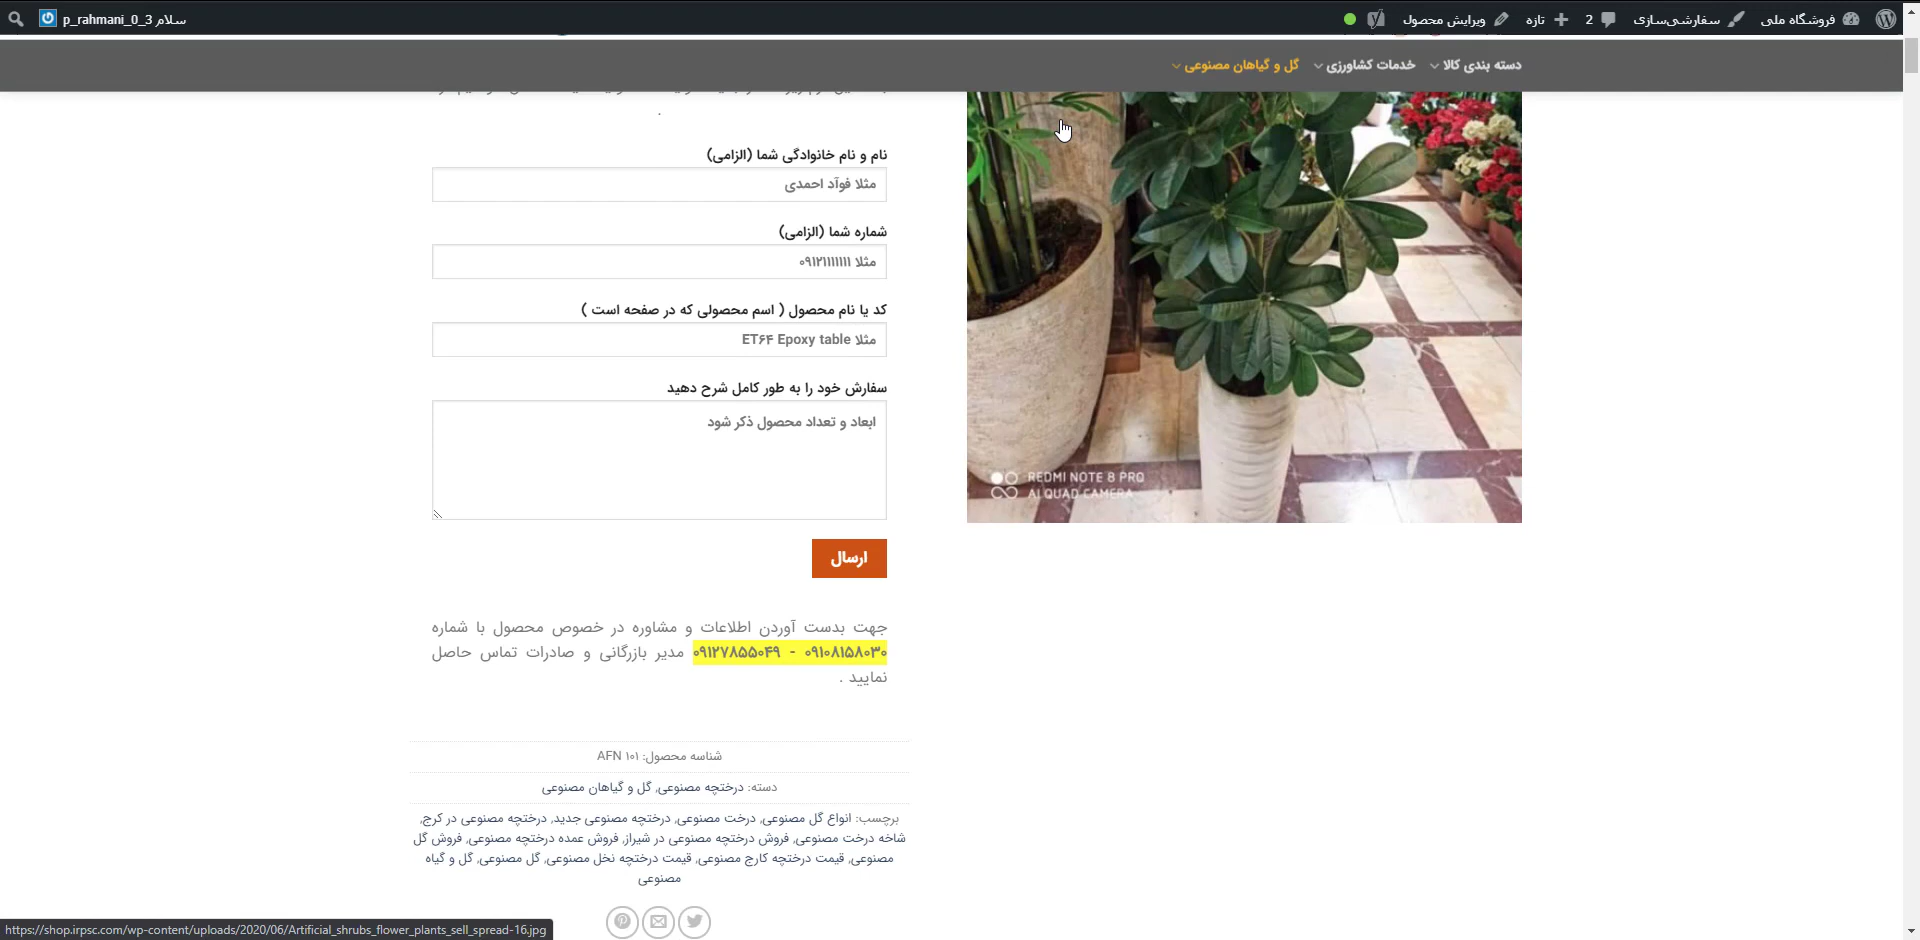 فروشگاه ملی
سفارشی‌سازی
2
تازه
ویرایش محصول
سلام p_rahmani_0_3
دسته بندی کالا
خدمات کشاورزی
گل و گیاهان مصنوعی
.
نام و نام خانوادگی شما (الزامی)
مثلا فوآد احمدی
شماره شما (الزامی)
مثلا ۰۹۱۲۱۱۱۱۱۱۱
کد یا نام محصول ( اسم محصولی که در صفحه است )
مثلا ET۶۴ Epoxy table
سفارش خود را به طور کامل شرح دهید
ابعاد و تعداد محصول ذکر شود
REDMI NOTE 8 PRO
AI QUAD CAMERA
ارسال
جهت بدست آوردن اطلاعات و مشاوره در خصوص محصول با شماره
۰۹۱۰۸۱۵۸۰۳۰ - ۰۹۱۲۷۸۵۵۰۴۹ مدیر بازرگانی و صادرات تماس حاصل
نمایید .
شناسه محصول: AFN ۱۰۱
دسته: درختچه مصنوعی, گل و گیاهان مصنوعی
برچسب: انواع گل مصنوعی, درخت مصنوعی, درختچه مصنوعی جدید, درختچه مصنوعی در کرج,
شاخه درخت مصنوعی, فروش درختچه مصنوعی در شیراز, فروش عمده درختچه مصنوعی, فروش گل
مصنوعی, قیمت درختچه کارج مصنوعی, قیمت درختچه نخل مصنوعی, گل مصنوعی, گل و گیاه
مصنوعی
https://shop.irpsc.com/wp-content/uploads/2020/06/Artificial_shrubs_flower_plants_sell_spread-16.jpg